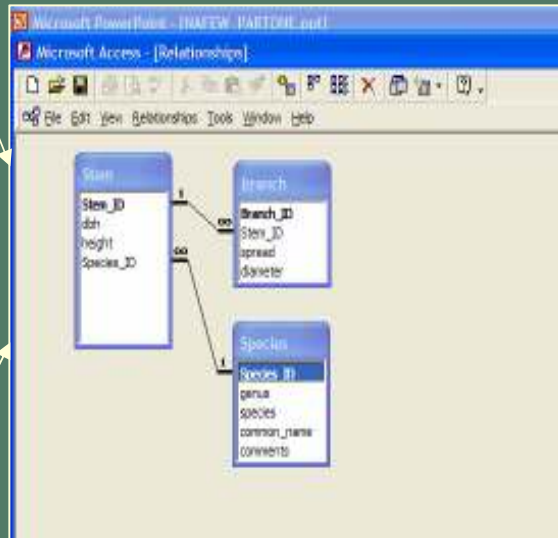 Microsoft PowerPoint - [NAFEW_PARTONE.ppt]
Microsoft Access - [Relationships]
File Edit View Relationships Tools Window Help
Stem
Stem_ID
dbh
height
Species_ID
1
∞
∞
1
Branch
Branch_ID
Stem_ID
spread
diameter
Species
Species_ID
genus
species
common_name
comments